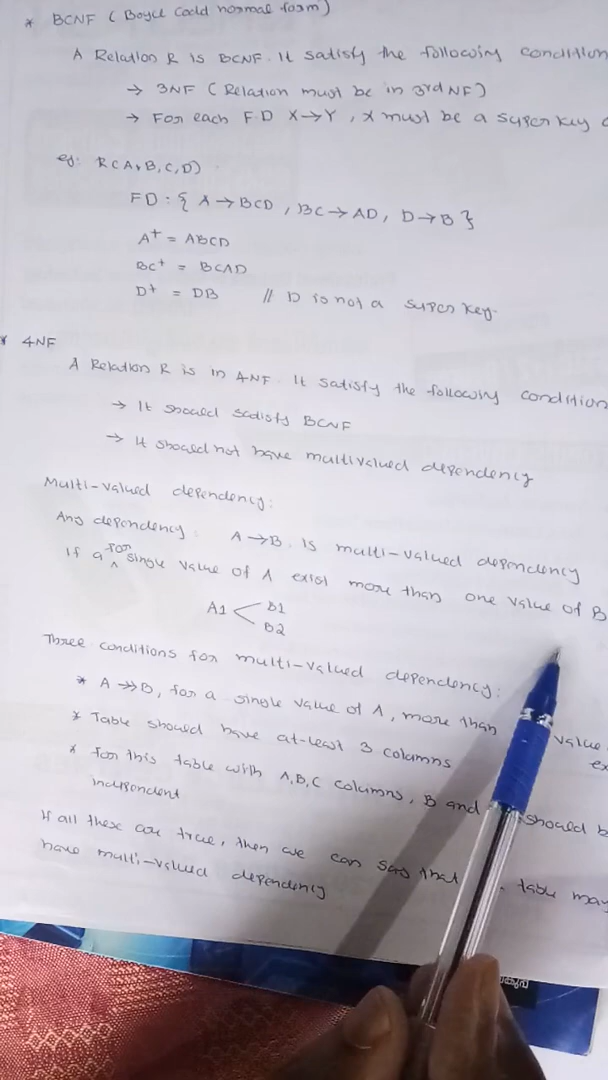 * BCNF ( Boyce Codd normal form)
A Relation R is BCNF. It satisfy the following condition
→ 3NF ( Relation must be in 3rd NF)
→ For each FD X→Y, X must be a super key
eg: R(A,B,C,D)
FD : { A→BCD , BC→AD, D→B }
A+ = ABCD
BC+ = BCAD
D+ = DB // D is not a super key.
* 4NF
A Relation R is in 4NF. It satisfy the following condition
→ It should satisfy BCNF
→ It should not have multivalued dependency
Multi-valued dependency:
Any dependency: A→B. is multi-valued dependency
If a for single value of A exist more than one value of B
A1 < B1
B2
Three conditions for multi-valued dependency:
* A →→B, for a single value of A, more than value
ex
* Table should have at-least 3 columns
* for this table with A,B,C columns, B and should b
independent
If all these are true, then we can say that table may
have multi-valued dependency